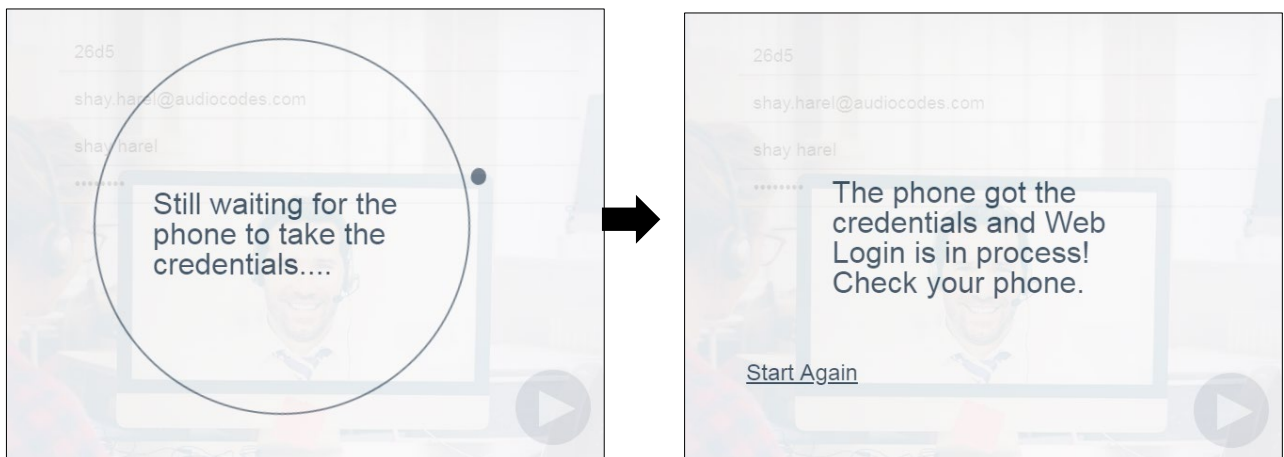 26d5
shay.harel@audiocodes.com
shay harel
••••••••
Still waiting for the
phone to take the
credentials....
26d5
shay.harel@audiocodes.com
shay harel
••••••••
The phone got the
credentials and Web
Login is in process!
Check your phone.
Start Again